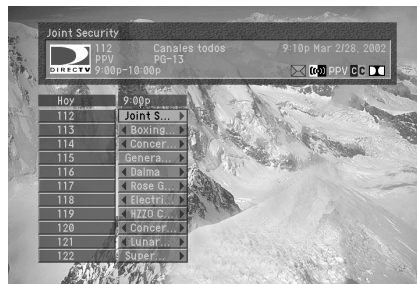 Joint Security
112 Canales todos 9:10p Mar 2/28, 2002
PPV PG-13
DIRECTV 9:00p-10:00p PPV CC
Hoy 9:00p
112 Joint S...
113 Boxing...
114 Concer...
115 Genera...
116 Dalma
117 Rose G...
118 Electri...
119 HZZO C...
120 Concer...
121 Lunar...
122 Super...